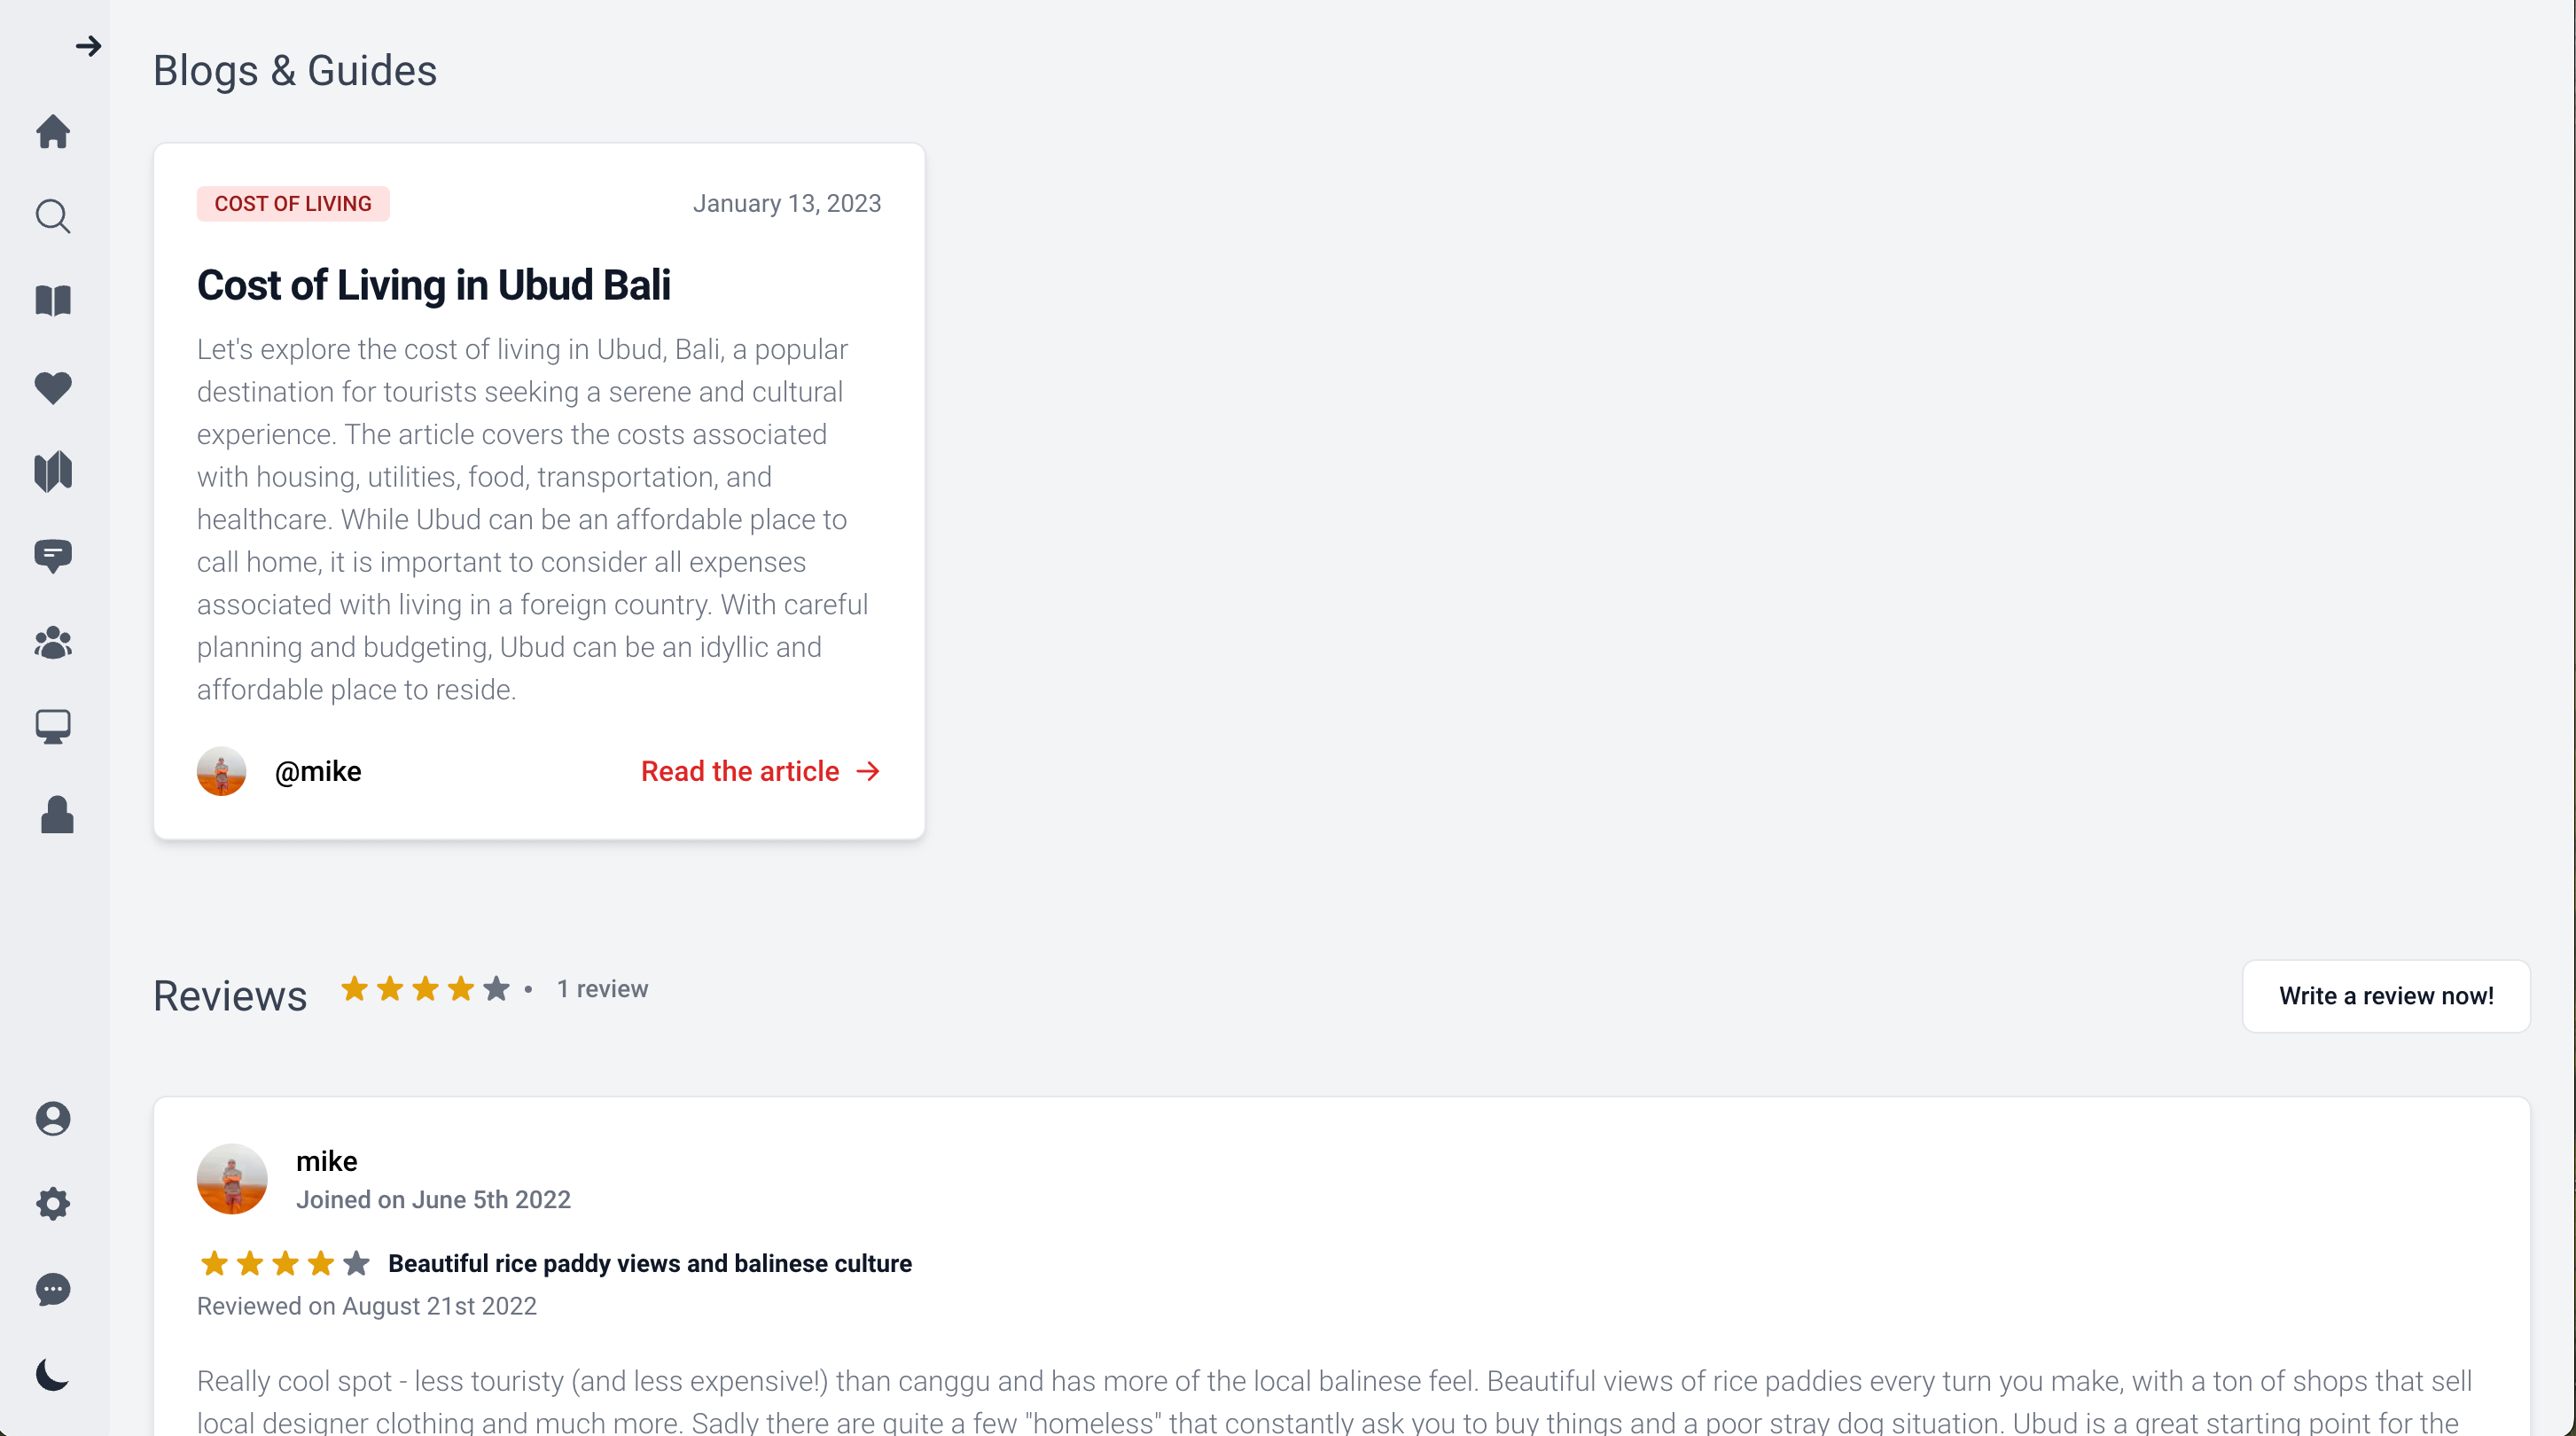 Blogs & Guides
COST OF LIVING
January 13, 2023
Cost of Living in Ubud Bali
Let's explore the cost of living in Ubud, Bali, a popular
destination for tourists seeking a serene and cultural
experience. The article covers the costs associated
with housing, utilities, food, transportation, and
healthcare. While Ubud can be an affordable place to
call home, it is important to consider all expenses
associated with living in a foreign country. With careful
planning and budgeting, Ubud can be an idyllic and
affordable place to reside.
@mike
Read the article →
Reviews
• 1 review
Write a review now!
mike
Joined on June 5th 2022
Beautiful rice paddy views and balinese culture
Reviewed on August 21st 2022
Really cool spot - less touristy (and less expensive!) than canggu and has more of the local balinese feel. Beautiful views of rice paddies every turn you make, with a ton of shops that sell
local designer clothing and much more. Sadly there are quite a few "homeless" that constantly ask you to buy things and a poor stray dog situation. Ubud is a great starting point for the